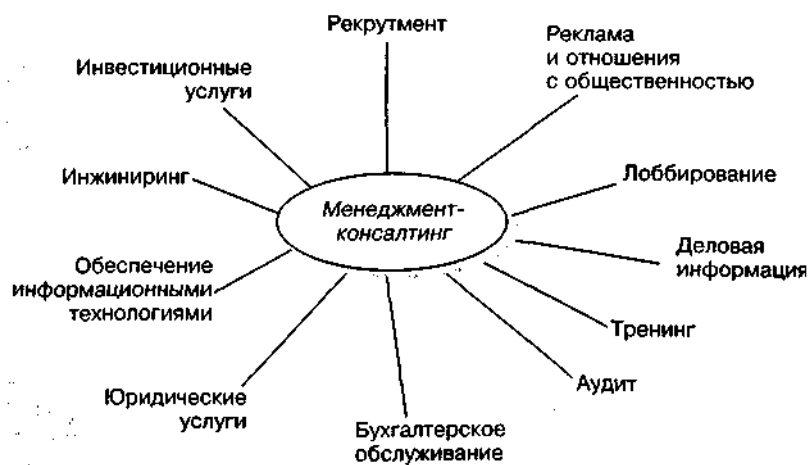 Рекрутмент
Реклама
и отношения
с общественностью
Инвестиционные
услуги
Инжиниринг
Лоббирование
Менеджмент-
консалтинг
Деловая
информация
Обеспечение
информационными
технологиями
Тренинг
Аудит
Юридические
услуги
Бухгалтерское
обслуживание